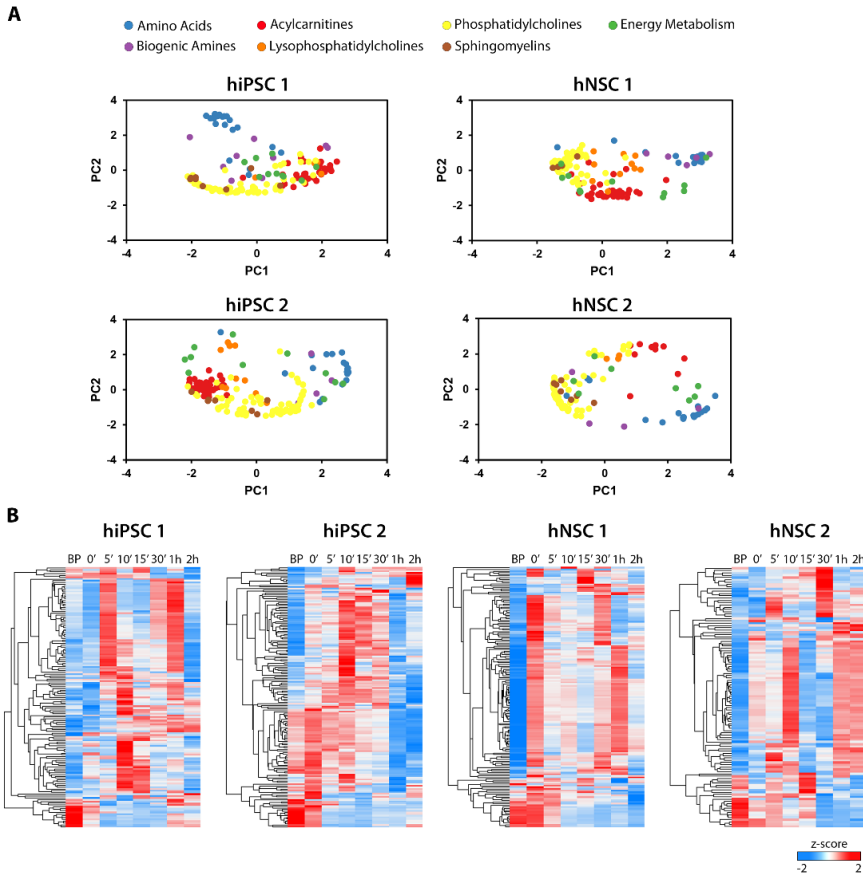 A
Amino Acids Acylcarnitines Phosphatidylcholines Energy Metabolism
Biogenic Amines Lysophosphatidylcholines Sphingomyelins
hiPSC 1 hNSC 1
4 4
2 2
PC2 0 PC2 0
-2 -2
-4 -4
-4 -2 0 2 4 -4 -2 0 2 4
PC1 PC1
hiPSC 2 hNSC 2
4 4
2 2
PC2 0 PC2 0
-2 -2
-4 -4
-4 -2 0 2 4 -4 -2 0 2 4
PC1 PC1
B
hiPSC 1 hiPSC 2 hNSC 1 hNSC 2
BP 0' 5' 10' 15' 30' 1h 2h BP 0' 5' 10' 15' 30' 1h 2h BP 0' 5' 10' 15' 30' 1h 2h BP 0' 5' 10' 15' 30' 1h 2h
z-score
-2 2